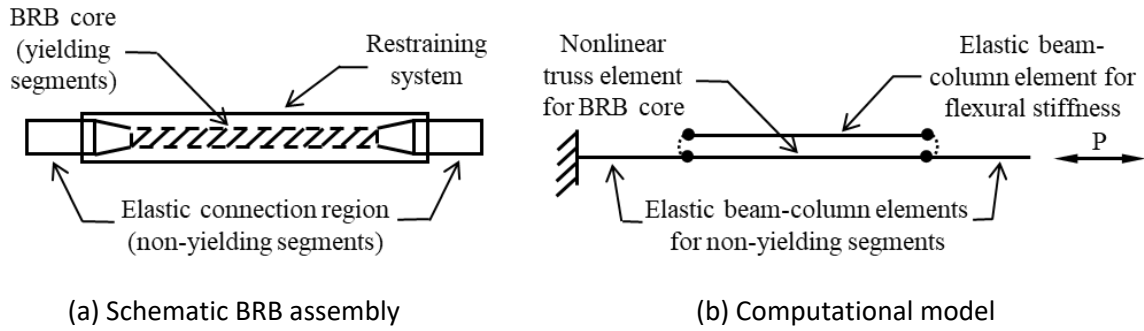 BRB core
(yielding
segments)
Restraining
system
Elastic connection region
(non-yielding segments)
(a) Schematic BRB assembly
Nonlinear
truss element
for BRB core
Elastic beam-
column element for
flexural stiffness
P
Elastic beam-column elements
for non-yielding segments
(b) Computational model